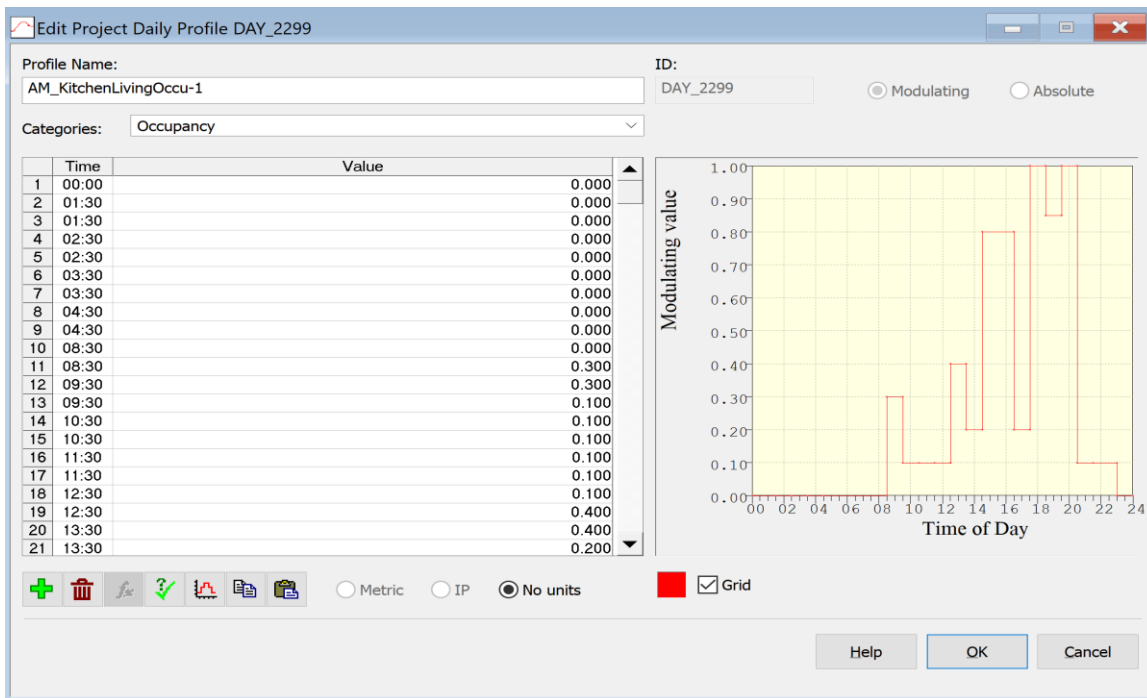 Edit Project Daily Profile DAY_2299
Profile Name:
ID:
AM_KitchenLivingOccu-1
DAY_2299
Modulating
Absolute
Categories:
Occupancy
Time Value
1 00:00 0.000
2 01:30 0.000
3 01:30 0.000
4 02:30 0.000
5 02:30 0.000
6 03:30 0.000
7 03:30 0.000
8 04:30 0.000
9 04:30 0.000
10 08:30 0.000
11 08:30 0.300
12 09:30 0.300
13 09:30 0.100
14 10:30 0.100
15 10:30 0.100
16 11:30 0.100
17 11:30 0.100
18 12:30 0.100
19 12:30 0.400
20 13:30 0.400
21 13:30 0.200
Modulating value
1.00
0.90
0.80
0.70
0.60
0.50
0.40
0.30
0.20
0.10
0.00
00 02 04 06 08 10 12 14 16 18 20 22 24
Time of Day
fx
?
Metric
IP
No units
Grid
Help
OK
Cancel